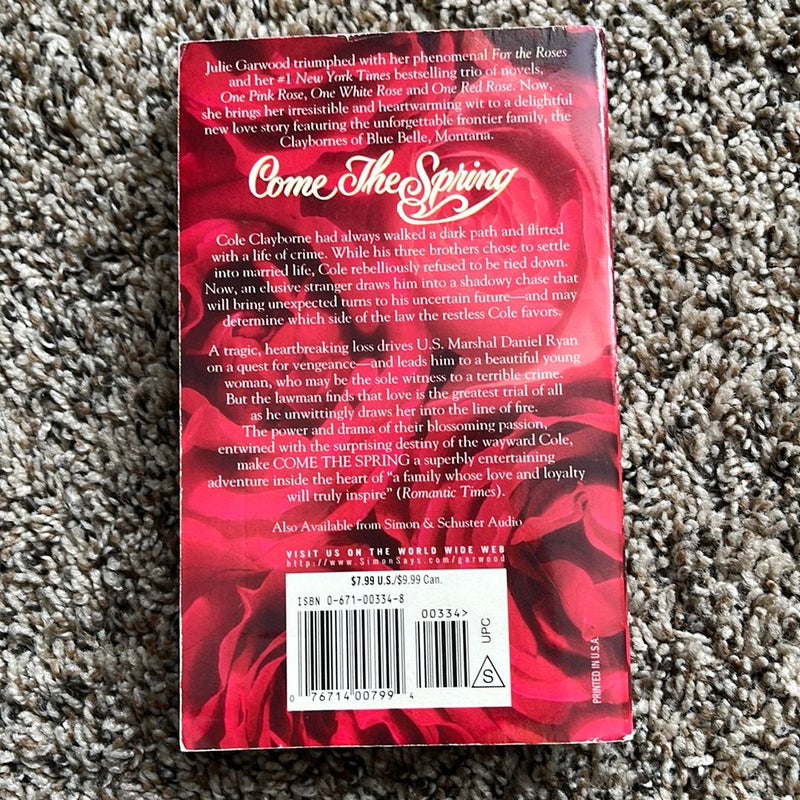 Julie Garwood triumphed with her phenomenal For the Roses
and her #1 New York Times bestselling trio of novels,
One Pink Rose, One White Rose and One Red Rose. Now,
she brings her irresistible and heartwarming wit to a delightful
new love story featuring the unforgettable frontier family, the
Claybornes of Blue Belle, Montana.
Come The Spring
Cole Clayborne had always walked a dark path and flirted
with a life of crime. While his three brothers chose to settle
into married life, Cole rebelliously refused to be tied down.
Now, an elusive stranger draws him into a shadowy chase that
will bring unexpected turns to his uncertain future—and may
determine which side of the law the restless Cole favors.
A tragic, heartbreaking loss drives U.S. Marshal Daniel Ryan
on a quest for vengeance—and leads him to a beautiful young
woman, who may be the sole witness to a terrible crime.
But the lawman finds that love is the greatest trial of all
as he unwittingly draws her into the line of fire.
The power and drama of their blossoming passion,
entwined with the surprising destiny of the wayward Cole,
make COME THE SPRING a superbly entertaining
adventure inside the heart of "a family whose love and loyalty
will truly inspire" (Romantic Times).
Also Available from Simon & Schuster Audio
VISIT US ON THE WORLD WIDE WEB
http://www.SimonSays.com/garwood
$7.99 U.S./$9.99 Can.
ISBN 0-671-00334-8
00334>
UPC
S
0 76714 00799 4
PRINTED IN U.S.A.